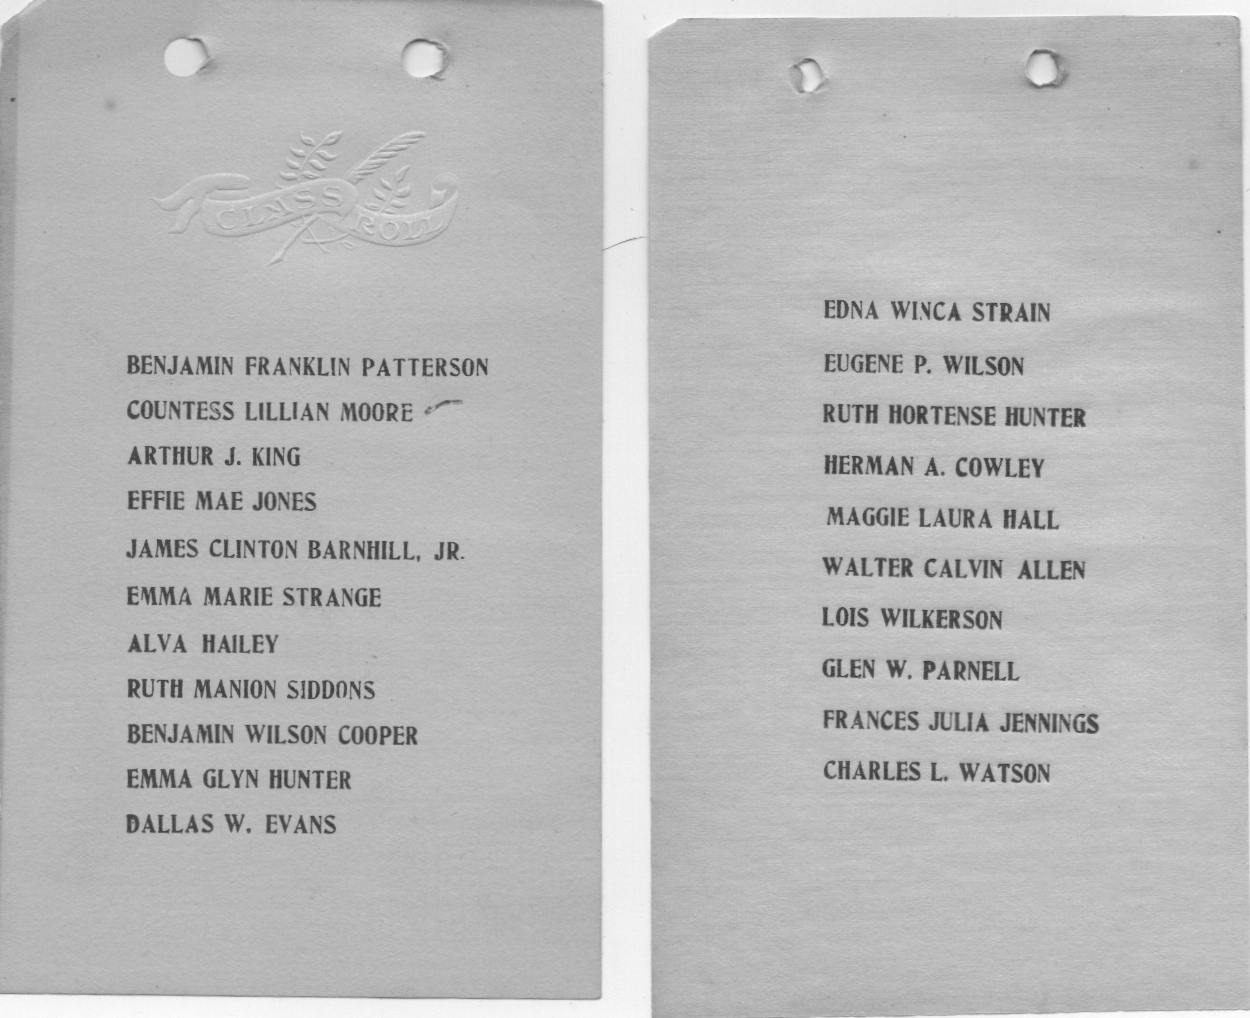 CLASS ROLL
BENJAMIN FRANKLIN PATTERSON
COUNTESS LILLIAN MOORE
ARTHUR J. KING
EFFIE MAE JONES
JAMES CLINTON BARNHILL, JR.
EMMA MARIE STRANGE
ALVA HAILEY
RUTH MANION SIDDONS
BENJAMIN WILSON COOPER
EMMA GLYN HUNTER
DALLAS W. EVANS
EDNA WINCA STRAIN
EUGENE P. WILSON
RUTH HORTENSE HUNTER
HERMAN A. COWLEY
MAGGIE LAURA HALL
WALTER CALVIN ALLEN
LOIS WILKERSON
GLEN W. PARNELL
FRANCES JULIA JENNINGS
CHARLES L. WATSON